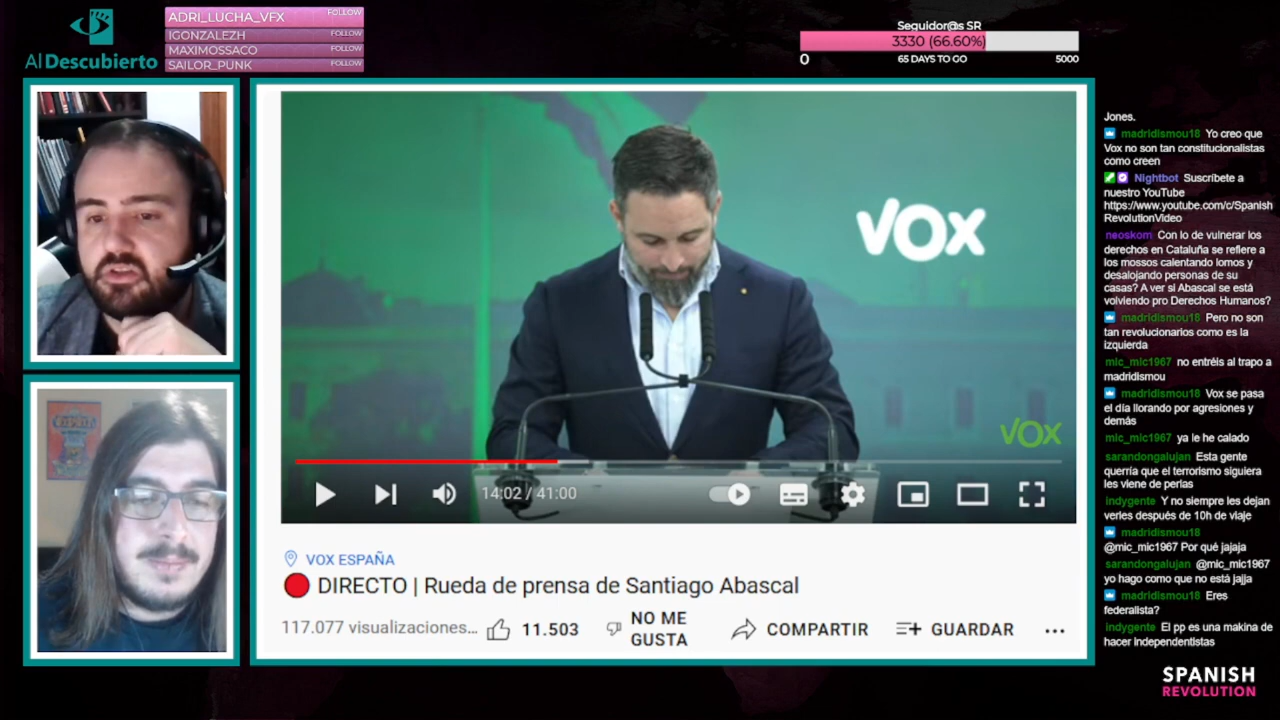 Al Descubierto
ADRI_LUCHA_VFX FOLLOW
IGONZALEZH FOLLOW
MAXIMOSSACO FOLLOW
SAILOR_PUNK FOLLOW
Seguidor@s SR
3330 (66.60%)
0 65 DAYS TO GO 5000
VOX
VOX
14:02 / 41:00
VOX ESPAÑA
DIRECTO | Rueda de prensa de Santiago Abascal
117.077 visualizaciones... 11.503 NO ME GUSTA COMPARTIR GUARDAR ...
Jones.
madridismou18 Yo creo que
Vox no son tan constitucionalistas
como creen
Nightbot Suscríbete a
nuestro YouTube
https://www.youtube.com/c/Spanish
RevolutionVideo
neoskom Con lo de vulnerar los
derechos en Cataluña se refiere a
los mossos calentando lomos y
desalojando personas de su
casas? A ver si Abascal se está
volviendo pro Derechos Humanos?
madridismou18 Pero no son
tan revolucionarios como es la
izquierda
mic_mic1967 no entréis al trapo a
madridismou
madridismou18 Vox se pasa
el día llorando por agresiones y
demás
mic_mic1967 ya le he calado
sarandongalujan Esta gente
querría que el terrorismo siguiera
les viene de perlas
indygente Y no siempre les dejan
verles después de 10h de viaje
madridismou18
@mic_mic1967 Por qué jajaja
sarandongalujan @mic_mic1967
yo hago como que no está jajja
madridismou18 Eres
federalista?
indygente El pp es una makina de
hacer independentistas
SPANISH
REVOLUTION